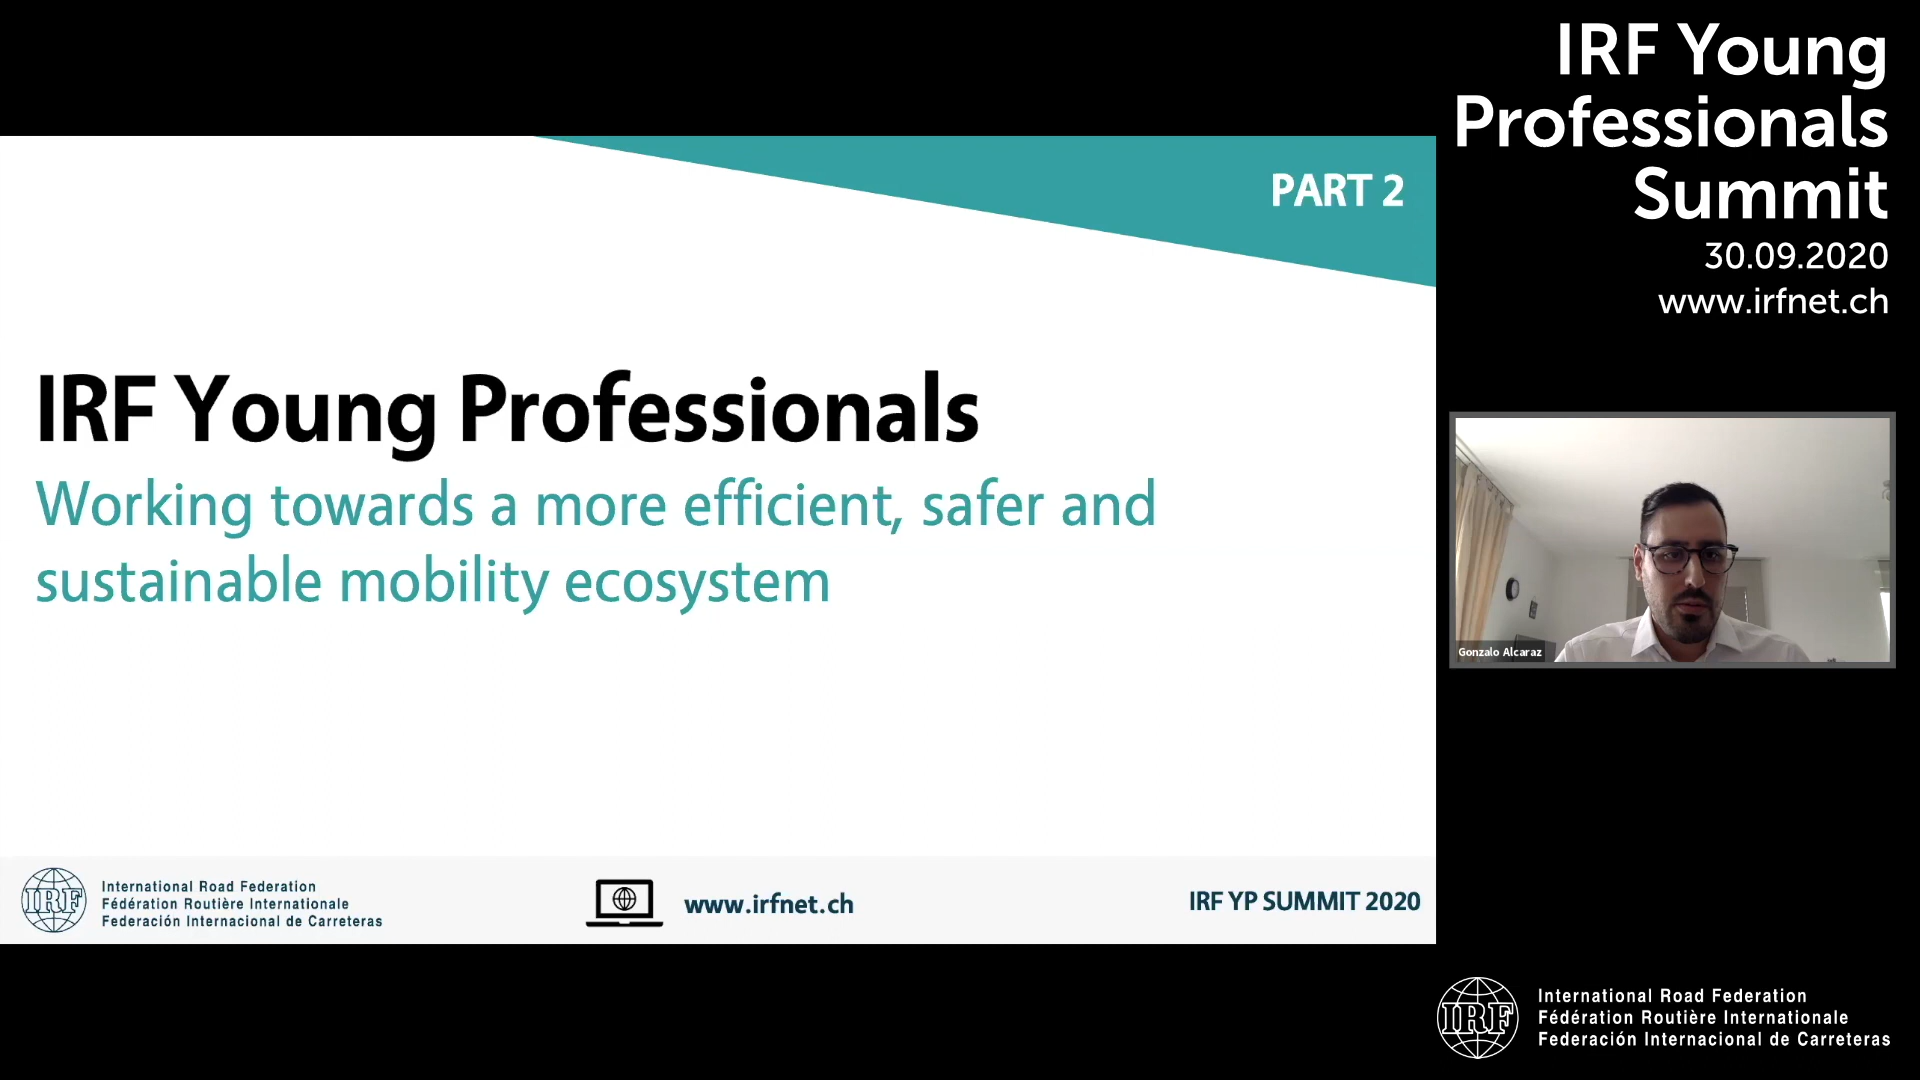 IRF Young
Professionals
Summit
30.09.2020
www.irfnet.ch
PART 2
IRF Young Professionals
Working towards a more efficient, safer and
sustainable mobility ecosystem
Gonzalo Alcaraz
IRF
International Road Federation
Fédération Routière Internationale
Federación Internacional de Carreteras
www.irfnet.ch
IRF YP SUMMIT 2020
IRF
International Road Federation
Fédération Routière Internationale
Federación Internacional de Carreteras